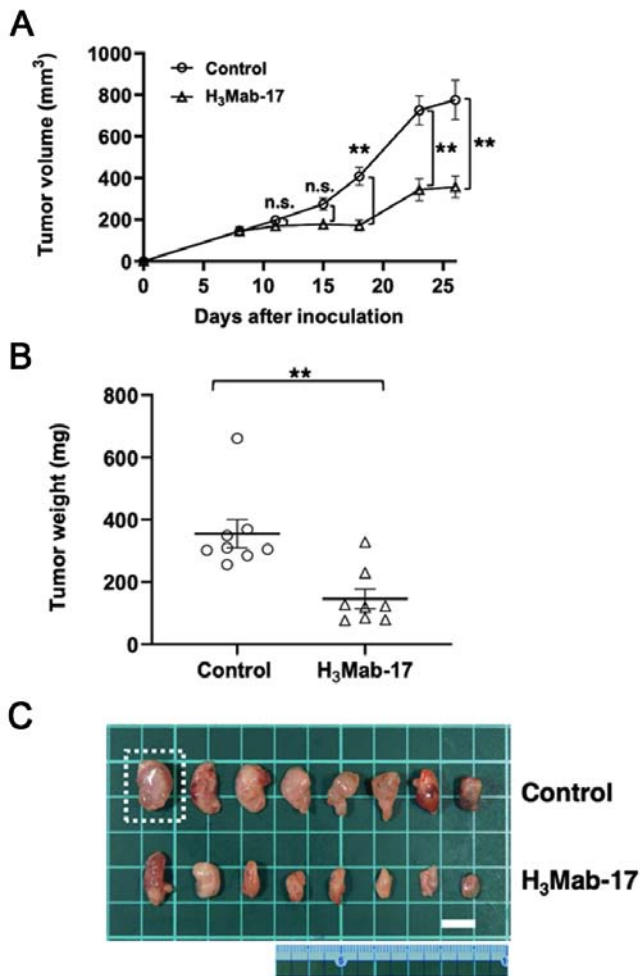 A
Tumor volume (mm³)
1000
800
600
400
200
0
Control
H₃Mab-17
n.s.
n.s.
**
**
**
0 5 10 15 20 25
Days after inoculation
B
Tumor weight (mg)
800
600
400
200
0
**
Control H₃Mab-17
C
Control
H₃Mab-17
5